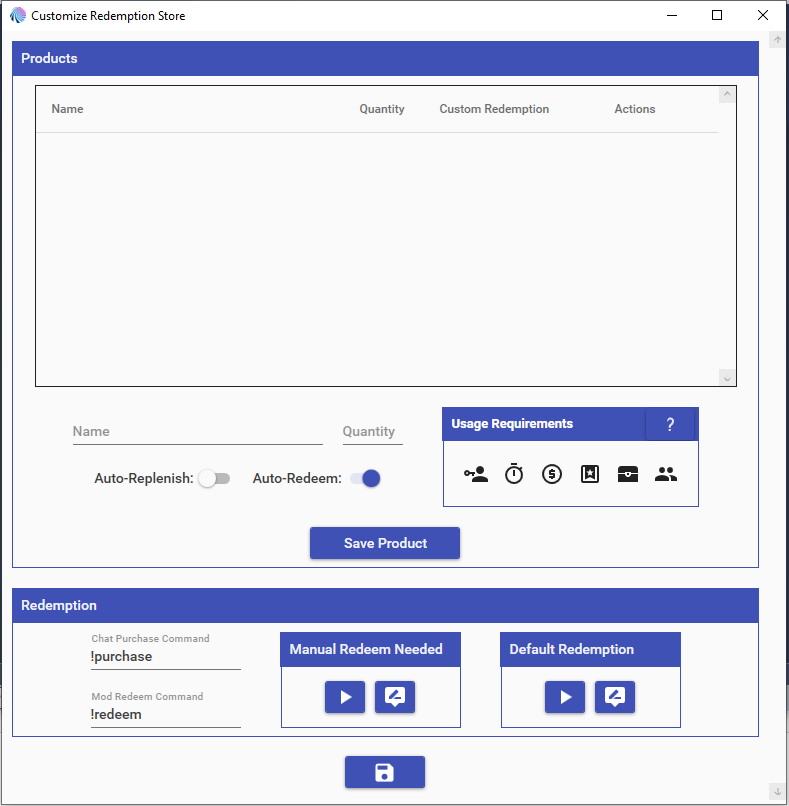 Customize Redemption Store
Products
Name Quantity Custom Redemption Actions
Name Quantity
Usage Requirements ?
Auto-Replenish: Auto-Redeem:
Save Product
Redemption
Chat Purchase Command
!purchase
Mod Redeem Command
!redeem
Manual Redeem Needed
Default Redemption